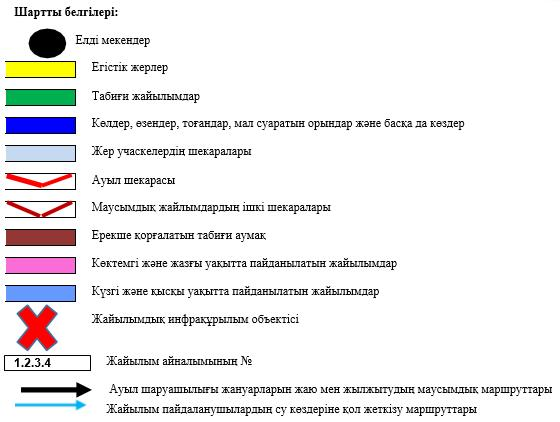 Шартты белгілері:
Елді мекендер
Егістік жерлер
Табиғи жайылымдар
Көлдер, өзендер, тоғандар, мал суаратын орындар және басқа да көздер
Жер учаскелердің шекаралары
Ауыл шекарасы
Маусымдық жайлымдардың ішкі шекаралары
Ерекше қорғалатын табиғи аумақ
Көктемгі және жазғы уақытта пайданылатын жайылымдар
Күзгі және қысқы уақытта пайданылатын жайылымдар
Жайылымдық инфрақұрылым объектісі
1.2.3.4 Жайылым айналымының №
Ауыл шаруашылығы жануарларын жаю мен жылжытудың маусымдық маршруттары
Жайылым пайдаланушылардың су көздеріне қол жеткізу маршруттары